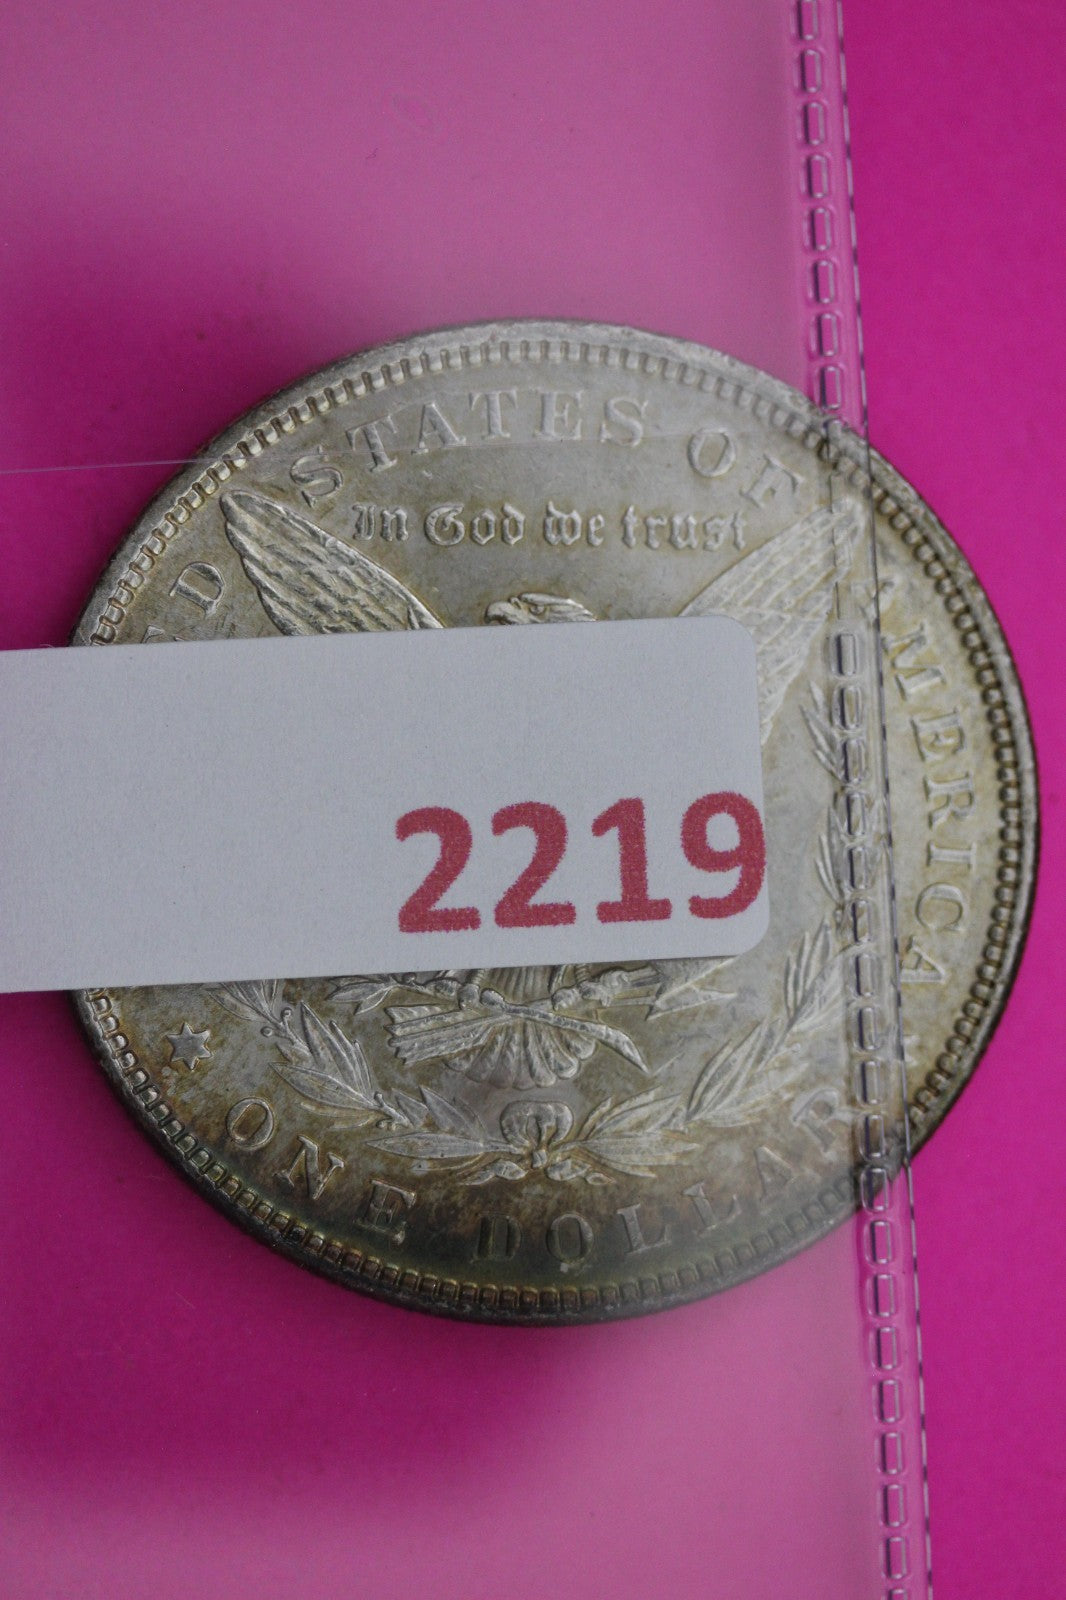 D STATES OF AMERICA
In God we trust
2219
ONE DOLLAR